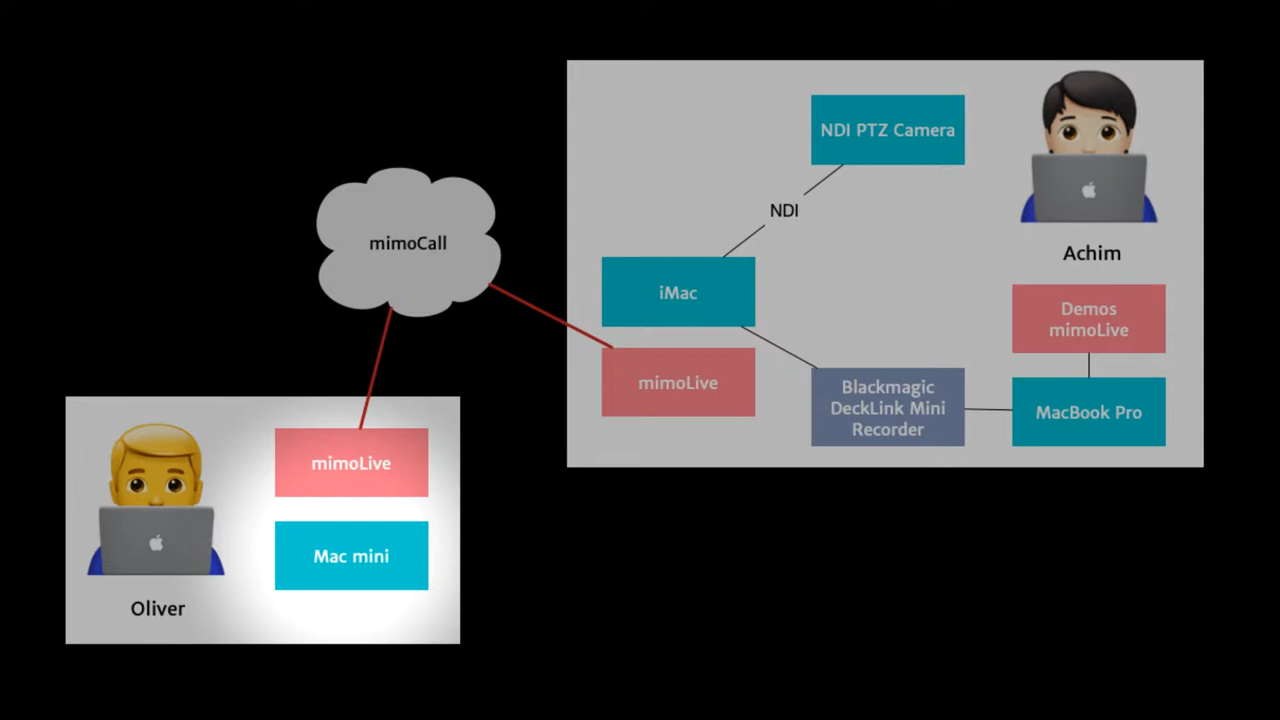 NDI PTZ Camera
NDI
mimoCall
Achim
iMac
Demos
mimoLive
mimoLive
Blackmagic
DeckLink Mini
Recorder
MacBook Pro
mimoLive
Mac mini
Oliver